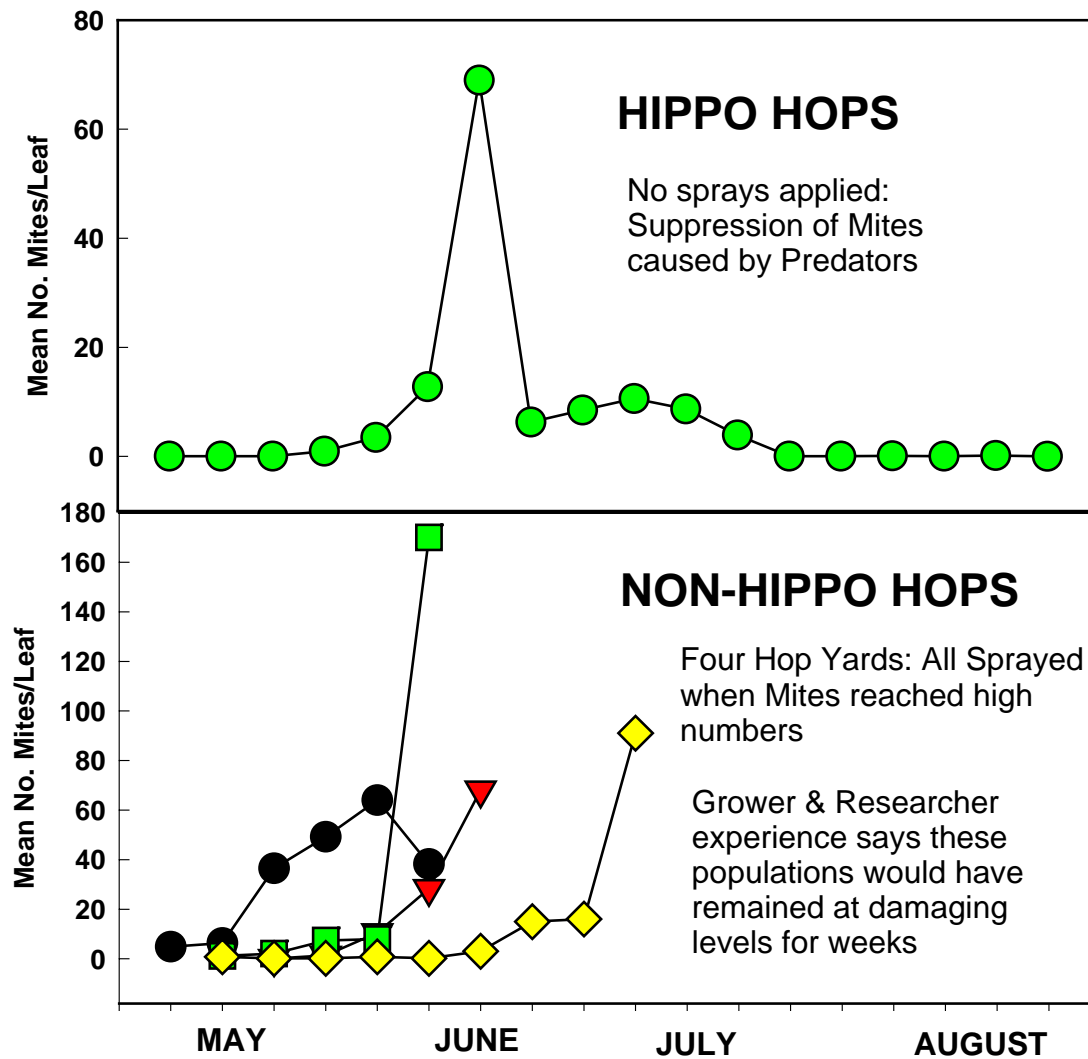 80
60
40
20
0
Mean No. Mites/Leaf
HIPPO HOPS
No sprays applied:
Suppression of Mites
caused by Predators
180
160
140
120
100
80
60
40
20
0
Mean No. Mites/Leaf
NON-HIPPO HOPS
Four Hop Yards: All Sprayed
when Mites reached high
numbers
Grower & Researcher
experience says these
populations would have
remained at damaging
levels for weeks
MAY JUNE JULY AUGUST